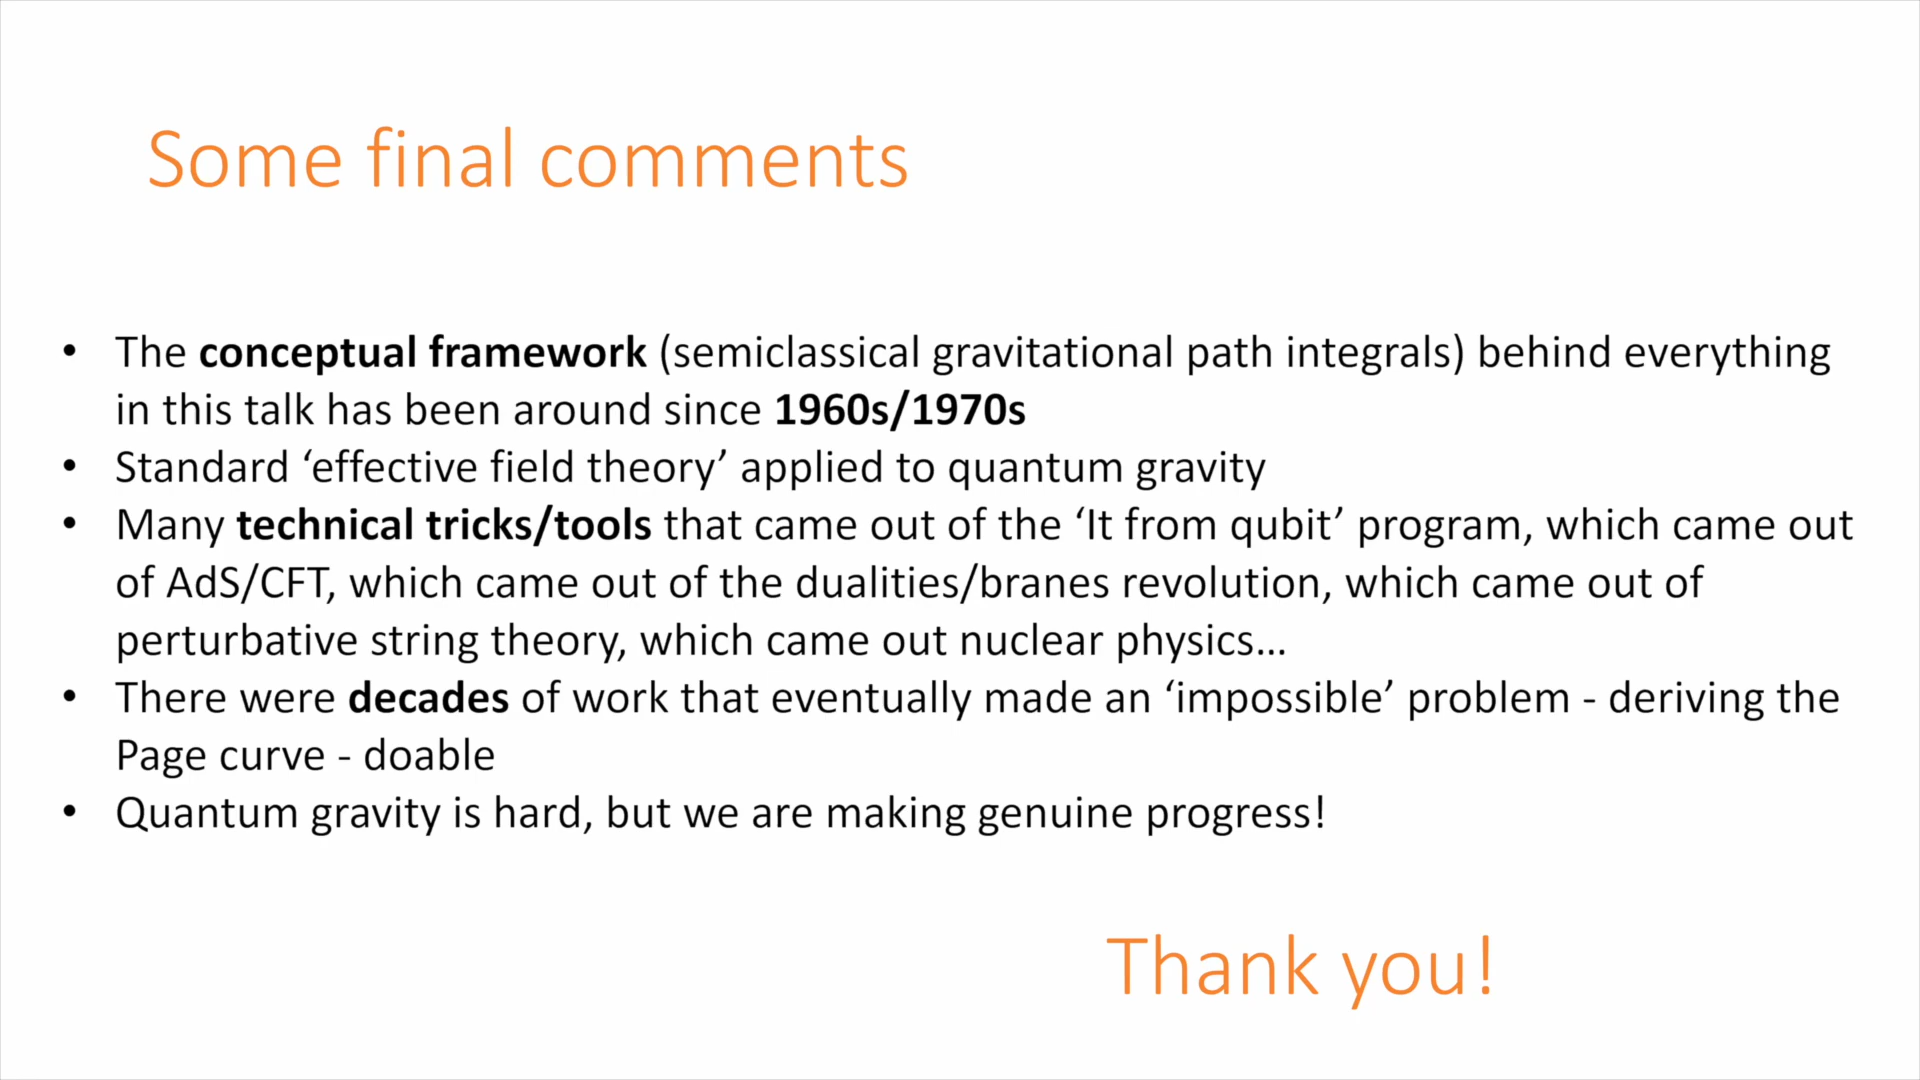 Some final comments
• The conceptual framework (semiclassical gravitational path integrals) behind everything
in this talk has been around since 1960s/1970s
• Standard ‘effective field theory’ applied to quantum gravity
• Many technical tricks/tools that came out of the ‘It from qubit’ program, which came out
of AdS/CFT, which came out of the dualities/branes revolution, which came out of
perturbative string theory, which came out nuclear physics…
• There were decades of work that eventually made an ‘impossible’ problem - deriving the
Page curve - doable
• Quantum gravity is hard, but we are making genuine progress!
Thank you!